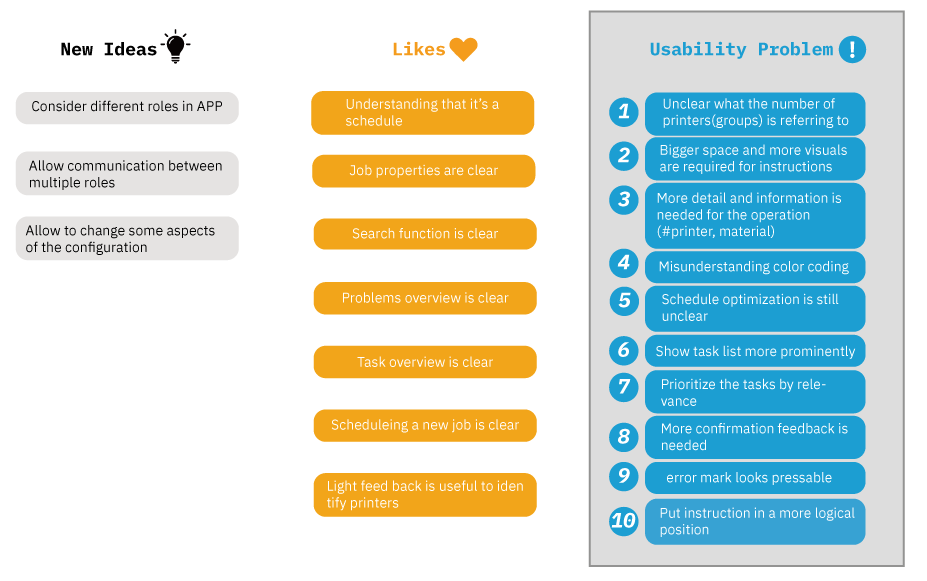 New Ideas
Consider different roles in APP
Allow communication between
multiple roles
Allow to change some aspects
of the configuration
Likes
Understanding that it's a
schedule
Job properties are clear
Search function is clear
Problems overview is clear
Task overview is clear
Scheduleing a new job is clear
Light feed back is useful to iden
tify printers
Usability Problem
1
Unclear what the number of
printers(groups) is referring to
2
Bigger space and more visuals
are required for instructions
3
More detail and information is
needed for the operation
(#printer, material)
4
Misunderstanding color coding
5
Schedule optimization is still
unclear
6
Show task list more prominently
7
Prioritize the tasks by rele-
vance
8
More confirmation feedback is
needed
9
error mark looks pressable
10
Put instruction in a more logical
position